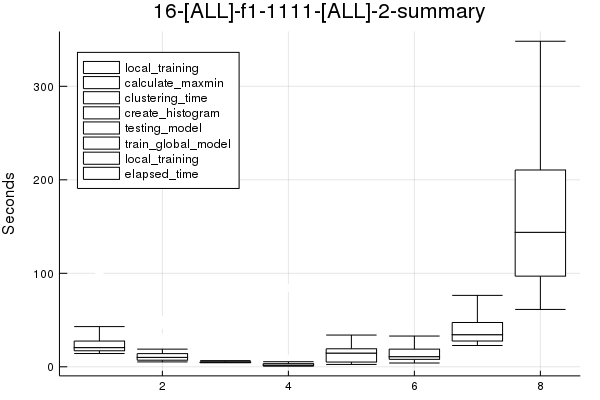 16-[ALL]-f1-1111-[ALL]-2-summary
Seconds
300
200
100
0
local_training
calculate_maxmin
clustering_time
create_histogram
testing_model
train_global_model
local_training
elapsed_time
2 4 6 8